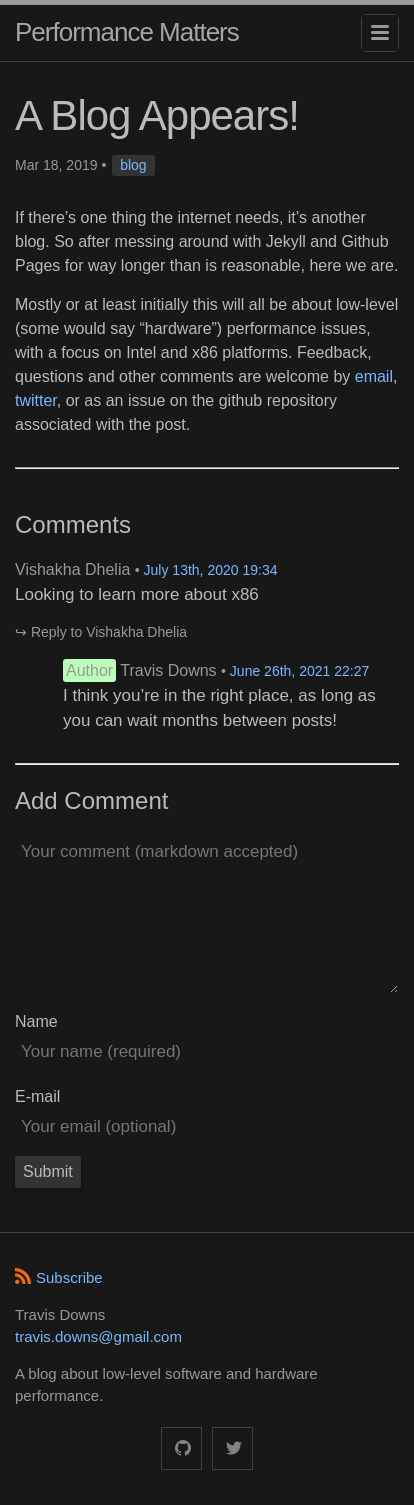 Performance Matters
A Blog Appears!
Mar 18, 2019 • blog
If there’s one thing the internet needs, it’s another
blog. So after messing around with Jekyll and Github
Pages for way longer than is reasonable, here we are.
Mostly or at least initially this will all be about low-level
(some would say “hardware”) performance issues,
with a focus on Intel and x86 platforms. Feedback,
questions and other comments are welcome by email,
twitter, or as an issue on the github repository
associated with the post.
Comments
Vishakha Dhelia • July 13th, 2020 19:34
Looking to learn more about x86
↪ Reply to Vishakha Dhelia
Author Travis Downs • June 26th, 2021 22:27
I think you’re in the right place, as long as
you can wait months between posts!
Add Comment
Your comment (markdown accepted)
Name
Your name (required)
E-mail
Your email (optional)
Submit
Subscribe
Travis Downs
travis.downs@gmail.com
A blog about low-level software and hardware
performance.